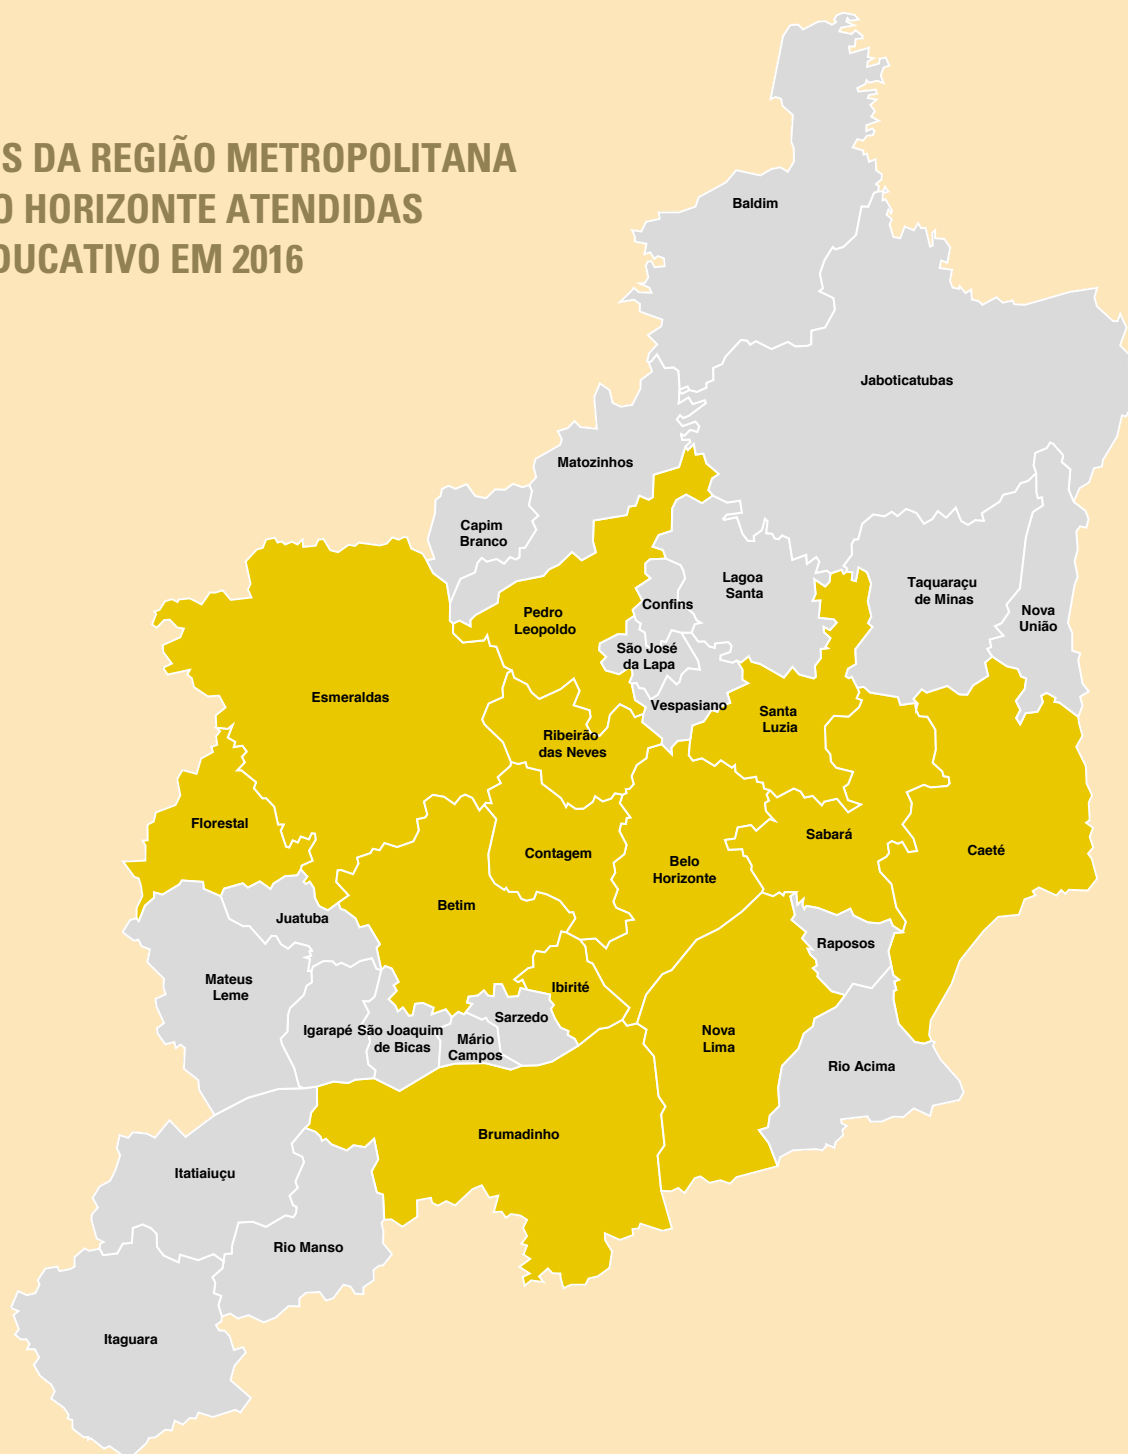 S DA REGIÃO METROPOLITANA
O HORIZONTE ATENDIDAS
DUCATIVO EM 2016
Baldim
Jaboticatubas
Matozinhos
Capim
Branco
Lagoa
Santa
Taquaraçu
de Minas
Confins
Nova
União
Pedro
Leopoldo
São José
da Lapa
Esmeraldas
Vespasiano
Santa
Luzia
Ribeirão
das Neves
Florestal
Sabará
Contagem
Caeté
Belo
Horizonte
Betim
Juatuba
Raposos
Mateus
Leme
Ibirité
Sarzedo
Igarapé
São Joaquim
de Bicas
Mário
Campos
Nova
Lima
Rio Acima
Brumadinho
Itatiaiuçu
Rio Manso
Itaguara